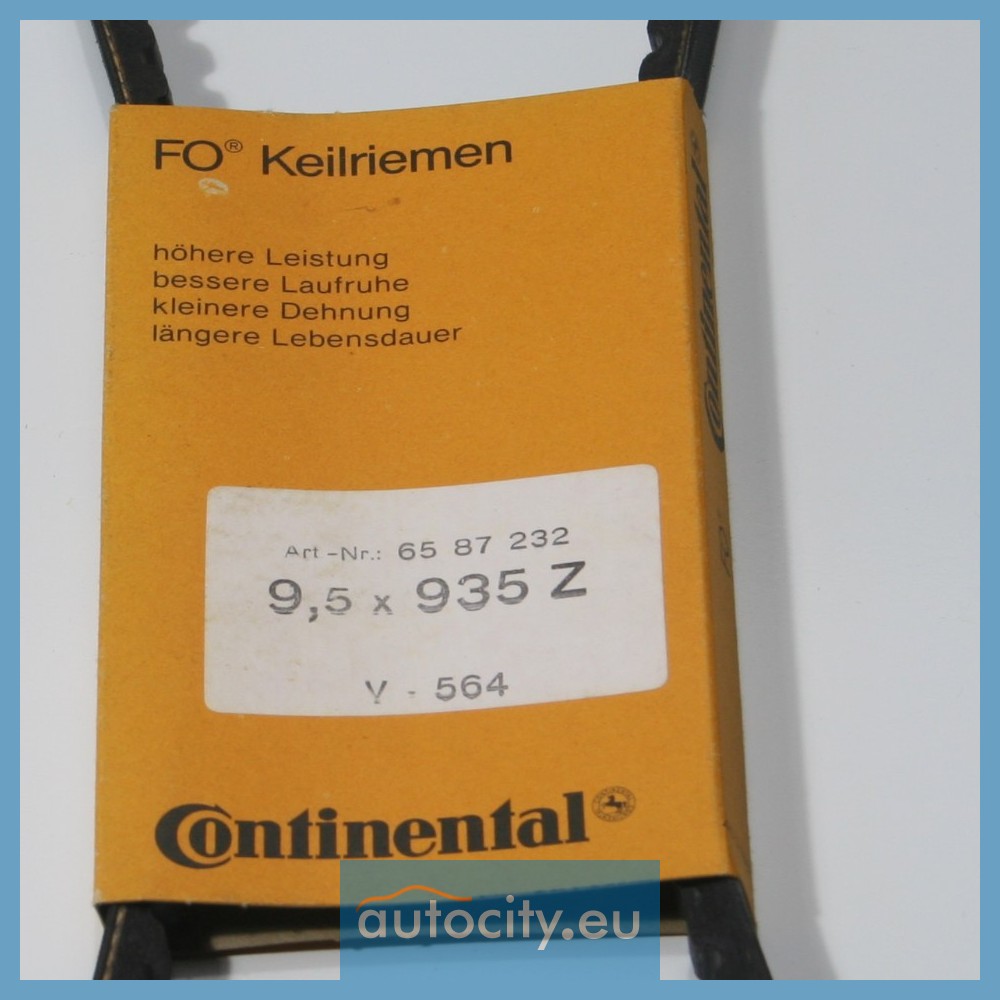 FO® Keilriemen
höhere Leistung
bessere Laufruhe
kleinere Dehnung
längere Lebensdauer
Art-Nr.: 65 87 232
9,5 x 935 Z
V - 564
Continental
Continental
autocity.eu